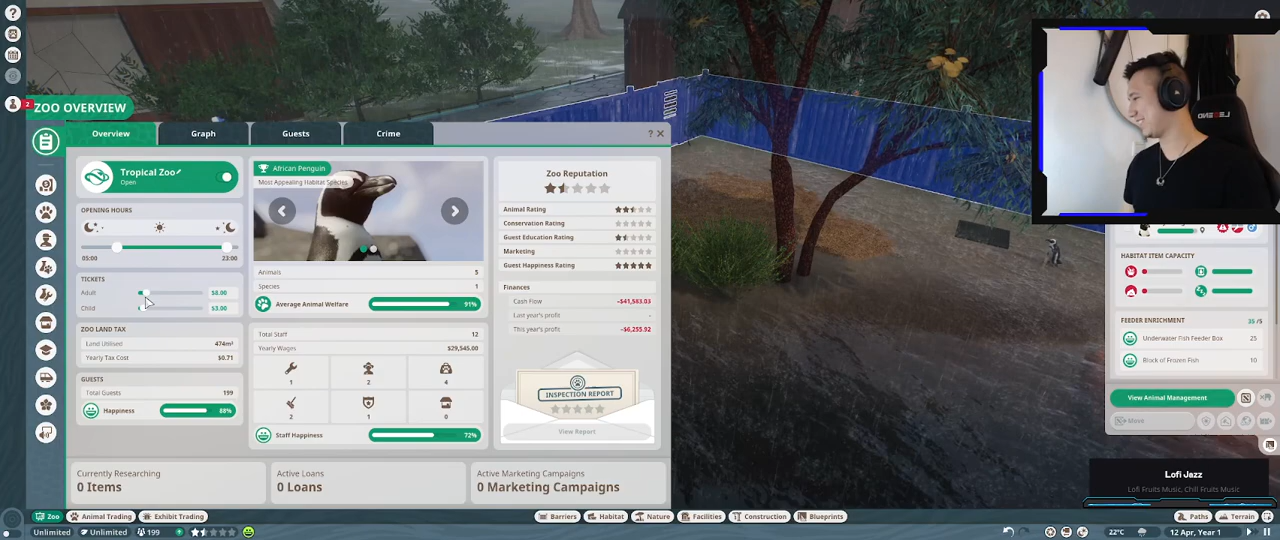 ZOO OVERVIEW
Overview
Graph
Guests
Crime
?
Tropical Zoo
Open
OPENING HOURS
05:00
23:00
TICKETS
Adult
$8.00
Child
$3.00
ZOO LAND TAX
Land Utilised
474m²
Yearly Tax Cost
$0.71
GUESTS
Total Guests
199
Happiness
88%
African Penguin
Most Appealing Habitat Species
Animals
5
Species
1
Average Animal Welfare
91%
Total Staff
12
Yearly Wages
$29,545.00
1
2
4
2
1
0
Staff Happiness
72%
Zoo Reputation
Animal Rating
Conservation Rating
Guest Education Rating
Marketing
Guest Happiness Rating
Finances
Cash Flow
-$41,583.03
Last year's profit
-
This year's profit
-$6,255.92
INSPECTION REPORT
View Report
Currently Researching
0 Items
Active Loans
0 Loans
Active Marketing Campaigns
0 Marketing Campaigns
HABITAT ITEM CAPACITY
FEEDER ENRICHMENT
35 /5
Underwater Fish Feeder Box
25
Block of Frozen Fish
10
View Animal Management
Move
Lofi Jazz
Lofi Fruits Music, Chill Fruits Music
Zoo
Animal Trading
Exhibit Trading
Barriers
Habitat
Nature
Facilities
Construction
Blueprints
Paths
Terrain
Unlimited
Unlimited
199
22°C
12 Apr, Year 1